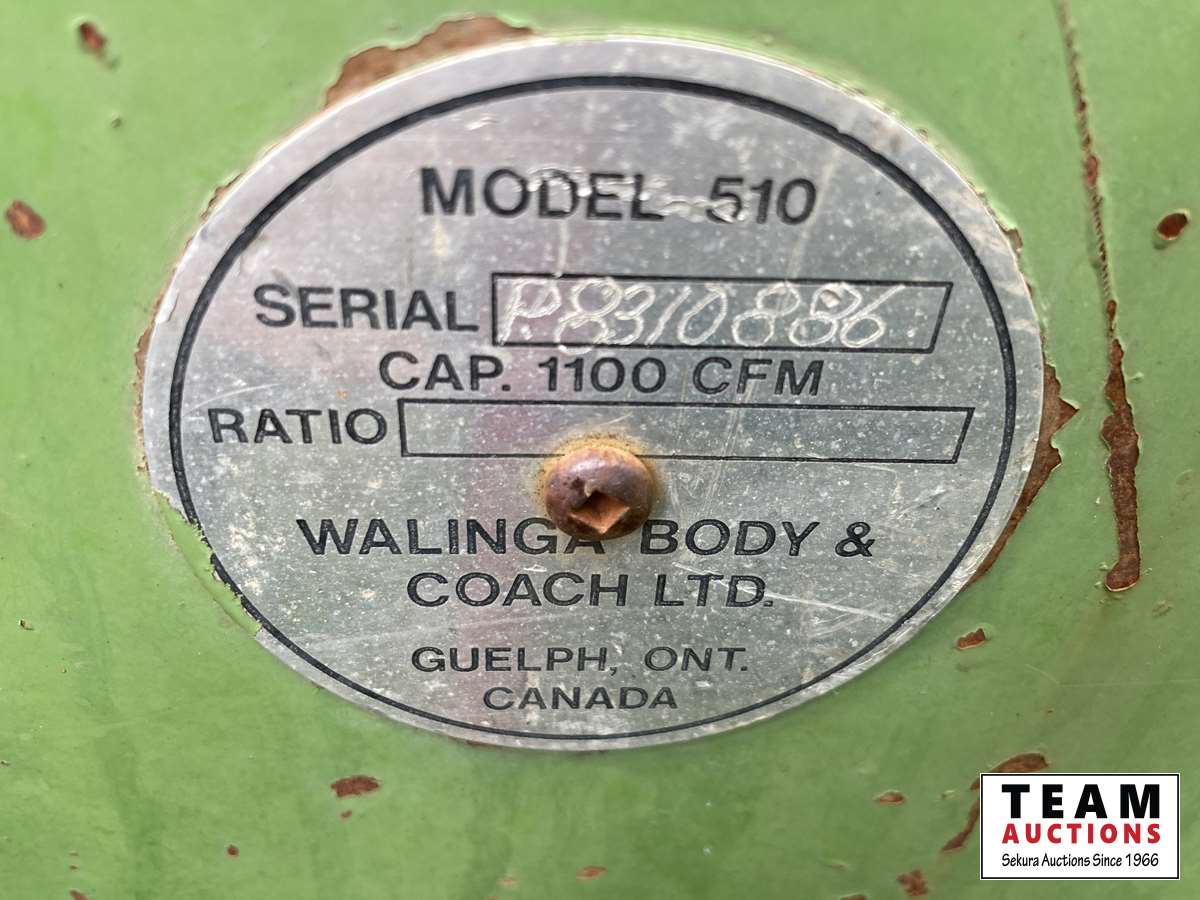 MODEL 510
SERIAL P8310886
CAP. 1100 CFM
RATIO
WALINGA BODY &
COACH LTD.
GUELPH, ONT.
CANADA
TEAM
AUCTIONS
Sekura Auctions Since 1966